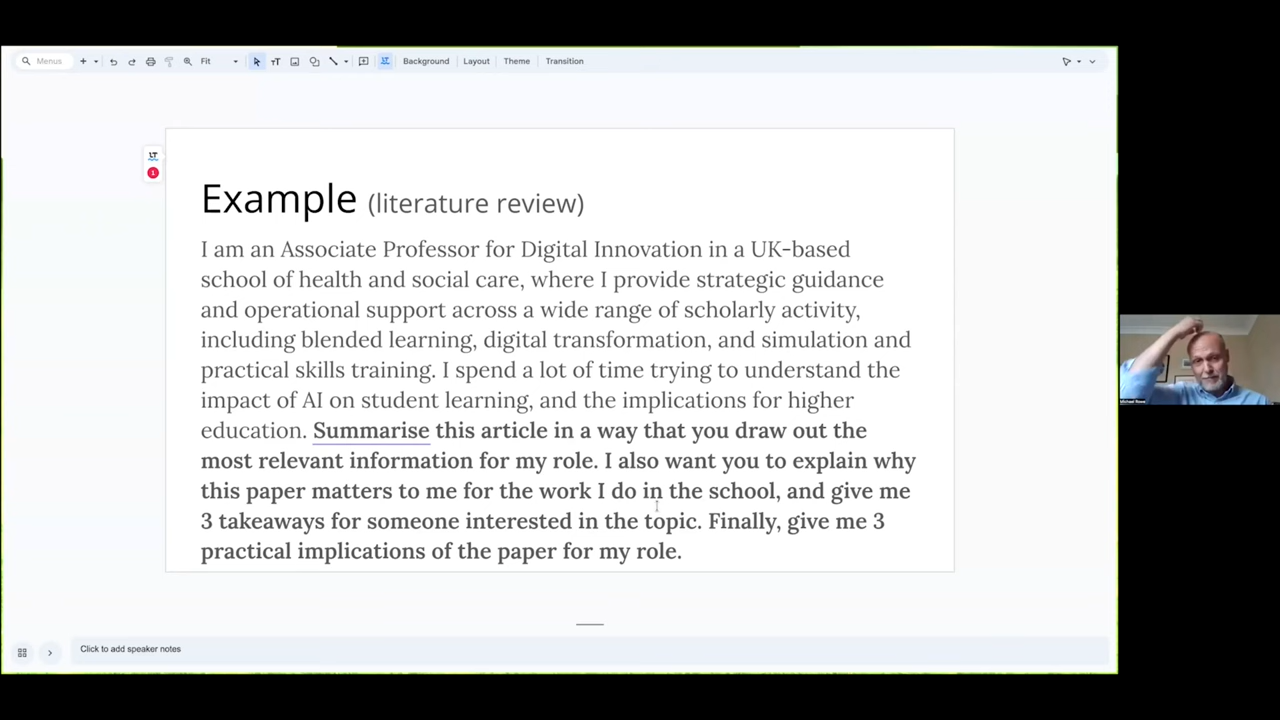 Menus
Fit
Background
Layout
Theme
Transition
LT
1
Example (literature review)
I am an Associate Professor for Digital Innovation in a UK-based
school of health and social care, where I provide strategic guidance
and operational support across a wide range of scholarly activity,
including blended learning, digital transformation, and simulation and
practical skills training. I spend a lot of time trying to understand the
impact of AI on student learning, and the implications for higher
education. Summarise this article in a way that you draw out the
most relevant information for my role. I also want you to explain why
this paper matters to me for the work I do in the school, and give me
3 takeaways for someone interested in the topic. Finally, give me 3
practical implications of the paper for my role.
Click to add speaker notes
Michael Rowe